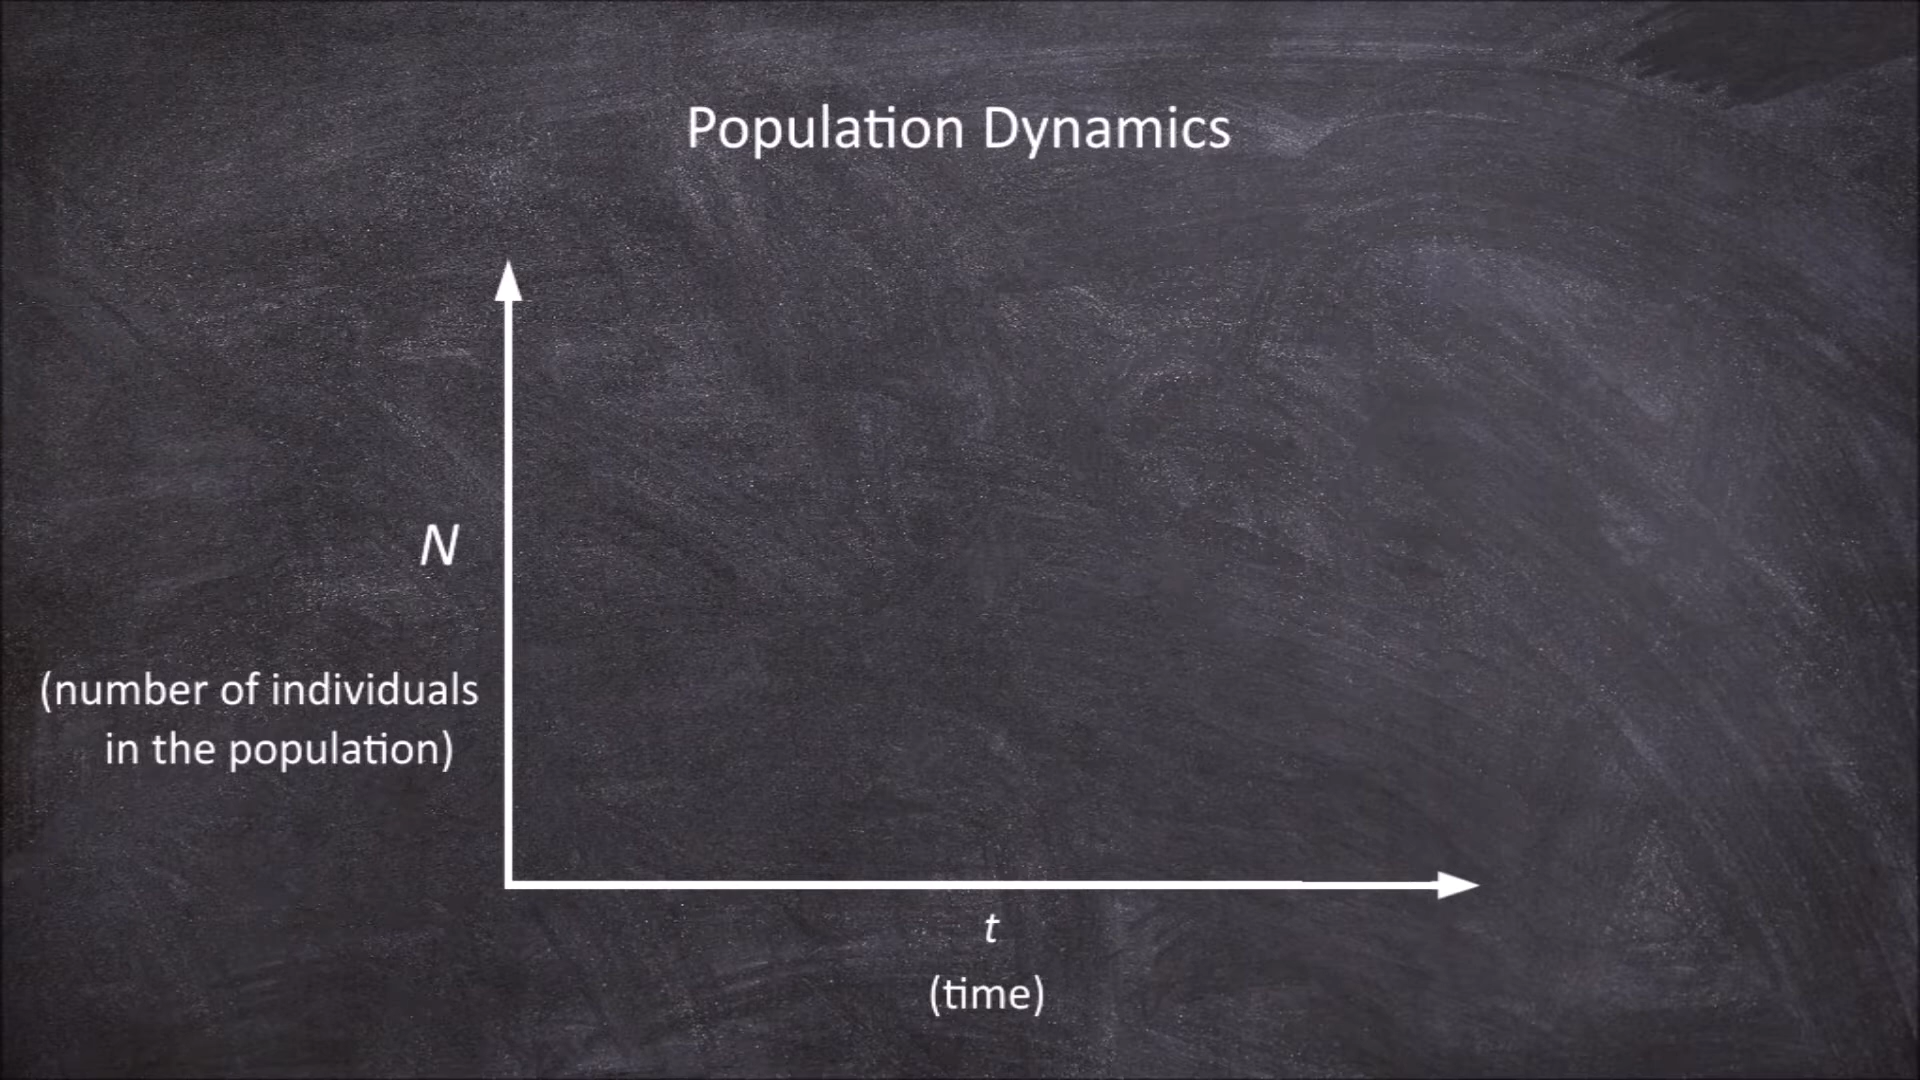 Population Dynamics
N
(number of individuals
in the population)
t
(time)